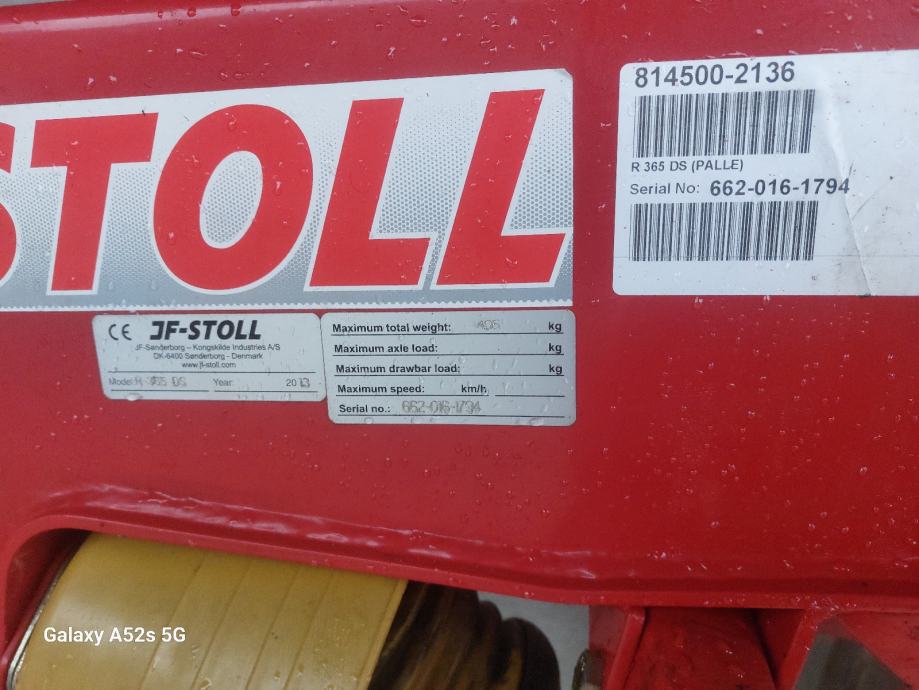 STOLL
814500-2136
R 365 DS (PALLE)
Serial No: 662-016-1794
CE JF-STOLL
JF-Sønderborg – Kongskilde Industries A/S
DK-6400 Sønderborg - Denmark
www.jf-stoll.com
Model: R 365 DS Year: 2013
Maximum total weight: kg
Maximum axle load: kg
Maximum drawbar load: kg
Maximum speed: km/h
Serial no.: 662-016-1794
Galaxy A52s 5G